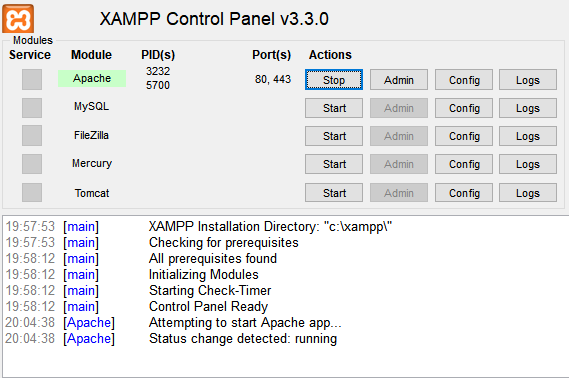 XAMPP Control Panel v3.3.0
Modules
Service Module PID(s) Port(s) Actions
Apache 3232 5700 80, 443 Stop Admin Config Logs
MySQL Start Admin Config Logs
FileZilla Start Admin Config Logs
Mercury Start Admin Config Logs
Tomcat Start Admin Config Logs
19:57:53 [main] XAMPP Installation Directory: "c:\xampp\"
19:57:53 [main] Checking for prerequisites
19:58:12 [main] All prerequisites found
19:58:12 [main] Initializing Modules
19:58:12 [main] Starting Check-Timer
19:58:12 [main] Control Panel Ready
20:04:38 [Apache] Attempting to start Apache app...
20:04:38 [Apache] Status change detected: running